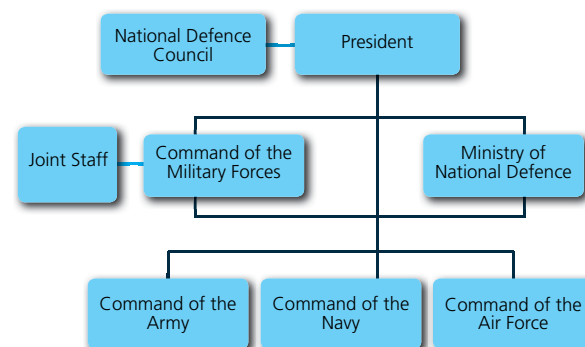 National Defence
Council
President
Joint Staff
Command of the
Military Forces
Ministry of
National Defence
Command of the
Army
Command of the
Navy
Command of the
Air Force